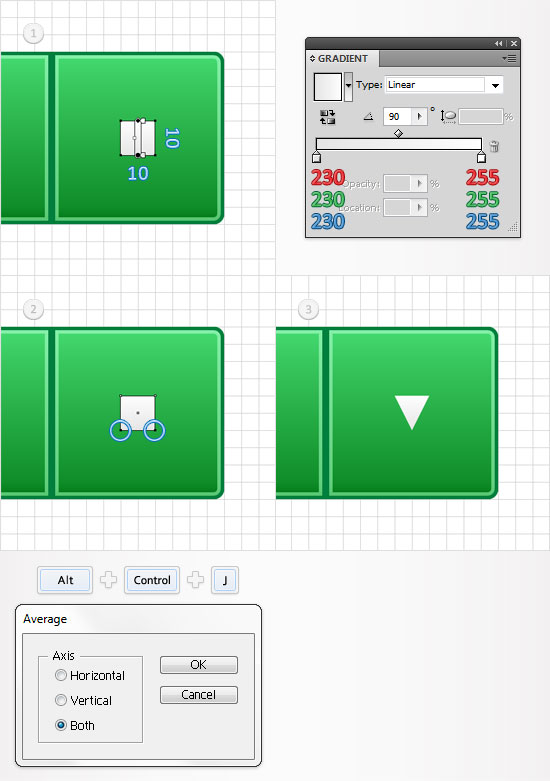 1
10
10
GRADIENT
Type: Linear
90 ° %
230 Opacity: % 255
230 Location: % 255
230 255
2
3
Alt + Control + J
Average
Axis
Horizontal
Vertical
Both
OK
Cancel